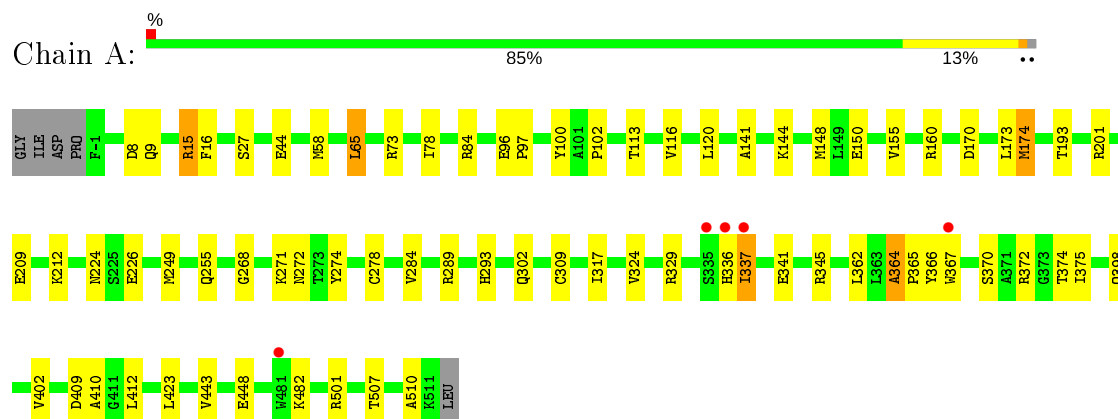 %
Chain A:
85%
13%
••
GLY ILE ASP PRO F-1 D8 Q9 R15 F16 S27 E44 M58 L65 R73 I78 R84 E96 P97 Y100 A101 P102 T113 V116 L120 A141 K144 M148 L149 E150 V155 R160 D170 L173 M174 T193 R201
E209 K212 N224 S225 E226 M249 Q255 G268 K271 N272 T273 Y274 C278 V284 R289 H293 Q302 C309 I317 V324 R329 S335 H336 I337 E341 R345 L362 L363 A364 P365 Y366 W367 S370 A371 R372 G373 T374 I375
V402 D409 A410 G411 L412 L423 V443 E448 W481 K482 R501 T507 A510 K511 LEU